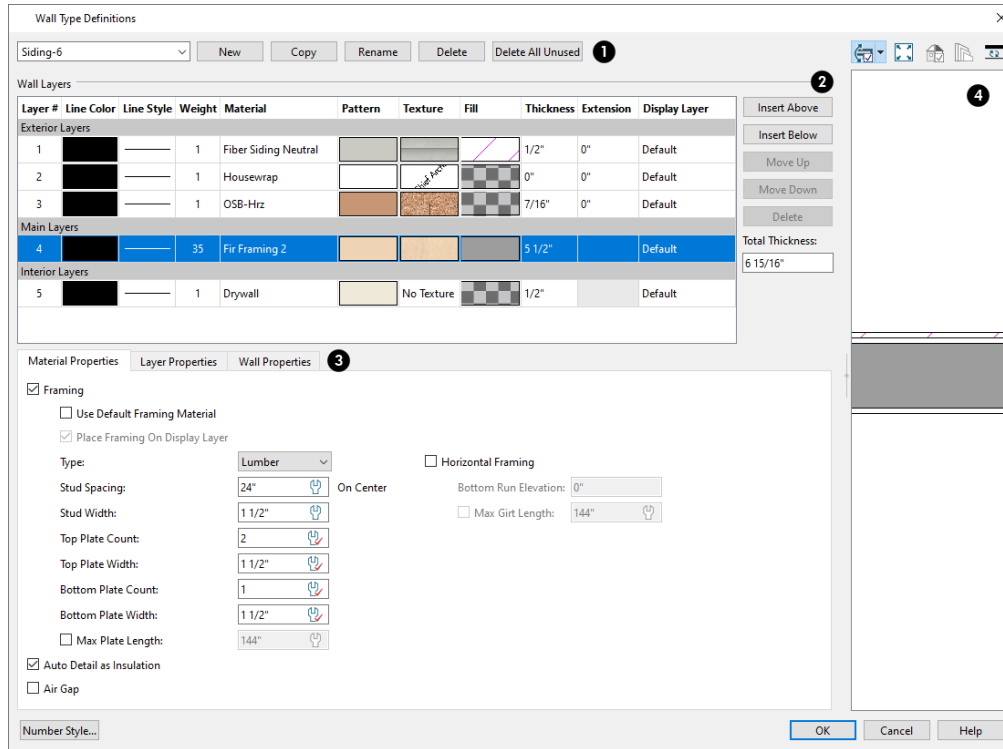 Wall Type Definitions
Siding-6 New Copy Rename Delete Delete All Unused 1
Wall Layers 2
Layer # Line Color Line Style Weight Material Pattern Texture Fill Thickness Extension Display Layer
Exterior Layers
1 1 Fiber Siding Neutral 1/2" 0" Default
2 1 Housewrap Chief Archi 0" 0" Default
3 1 OSB-Hrz 7/16" 0" Default
Main Layers
4 35 Fir Framing 2 5 1/2" Default
Interior Layers
5 1 Drywall No Texture 1/2" Default
Insert Above
Insert Below
Move Up
Move Down
Delete
Total Thickness:
6 15/16"
4
Material Properties Layer Properties Wall Properties 3
Framing
Use Default Framing Material
Place Framing On Display Layer
Type: Lumber Horizontal Framing
Stud Spacing: 24" On Center Bottom Run Elevation: 0"
Stud Width: 1 1/2" Max Girt Length: 144"
Top Plate Count: 2
Top Plate Width: 1 1/2"
Bottom Plate Count: 1
Bottom Plate Width: 1 1/2"
Max Plate Length: 144"
Auto Detail as Insulation
Air Gap
Number Style... OK Cancel Help